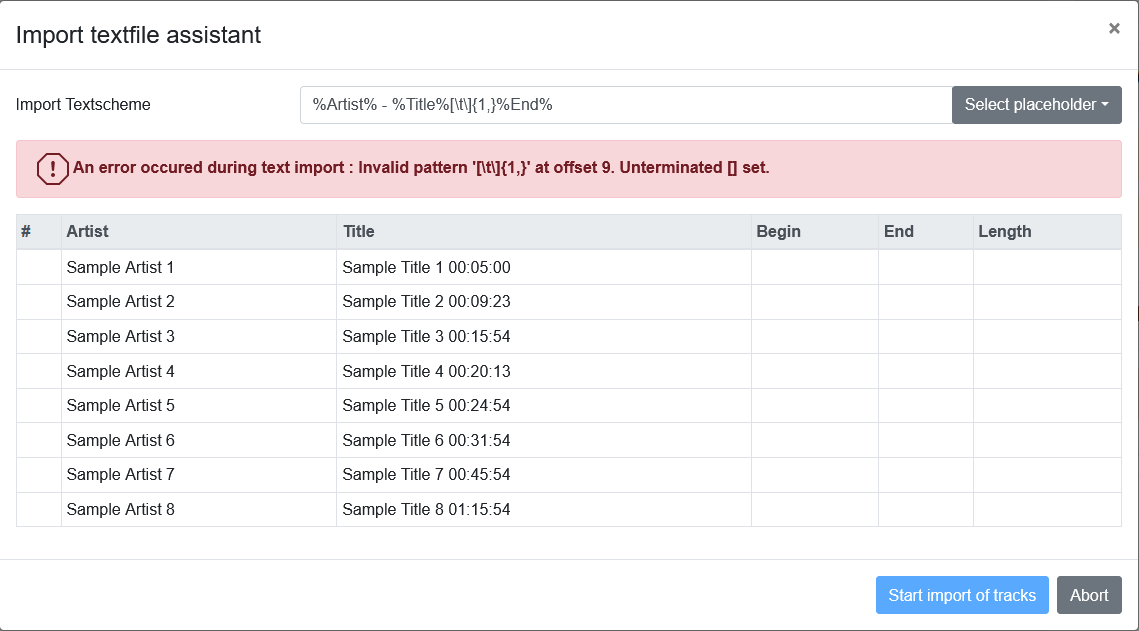 Import textfile assistant ×
Import Textscheme %Artist% - %Title%[\t\]{1,}%End% Select placeholder
An error occured during text import : Invalid pattern '[\t\]{1,}' at offset 9. Unterminated [] set.
# Artist Title Begin End Length
Sample Artist 1 Sample Title 1 00:05:00
Sample Artist 2 Sample Title 2 00:09:23
Sample Artist 3 Sample Title 3 00:15:54
Sample Artist 4 Sample Title 4 00:20:13
Sample Artist 5 Sample Title 5 00:24:54
Sample Artist 6 Sample Title 6 00:31:54
Sample Artist 7 Sample Title 7 00:45:54
Sample Artist 8 Sample Title 8 01:15:54
Start import of tracks Abort